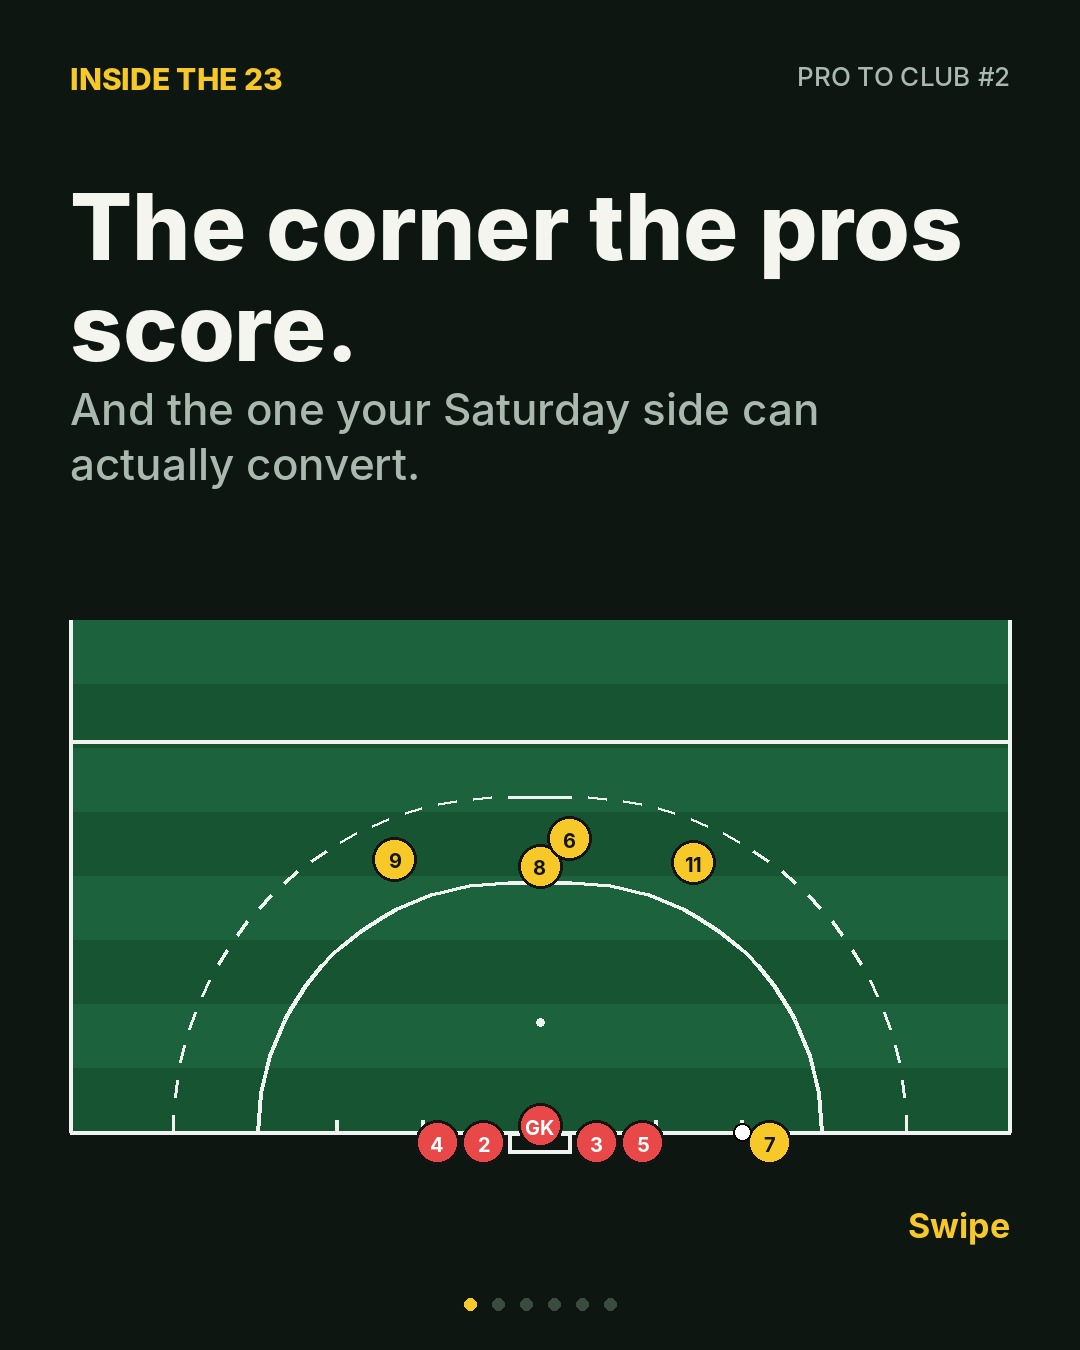 INSIDE THE 23
PRO TO CLUB #2
The corner the pros
score.
And the one your Saturday side can
actually convert.
6
9
8
11
GK
4
2
3
5
7
Swipe